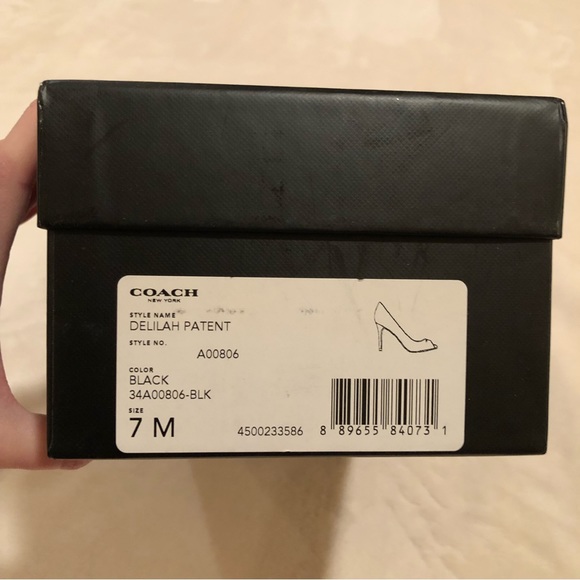 COACH
NEW YORK
STYLE NAME
DELILAH PATENT
STYLE NO.
A00806
COLOR
BLACK
34A00806-BLK
SIZE
7 M
4500233586
8 89655 84073 1